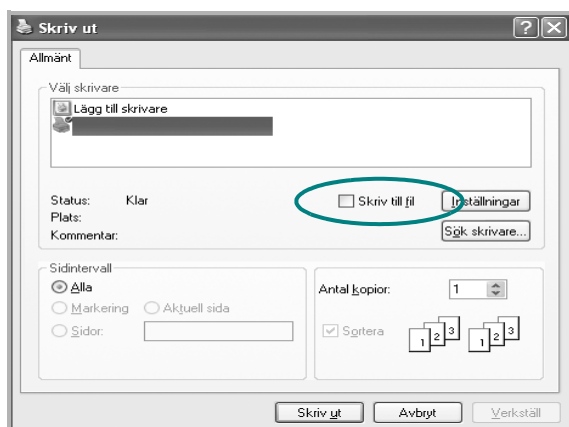 Skriv ut
Allmänt
Välj skrivare
Lägg till skrivare
Status: Klar
Skriv till fil
Inställningar
Plats:
Kommentar:
Sök skrivare...
Sidintervall
Alla
Markering Aktuell sida
Sidor:
Antal kopior: 1
Sortera
1 2 3 1 2 3
Skriv ut Avbryt Verkställ